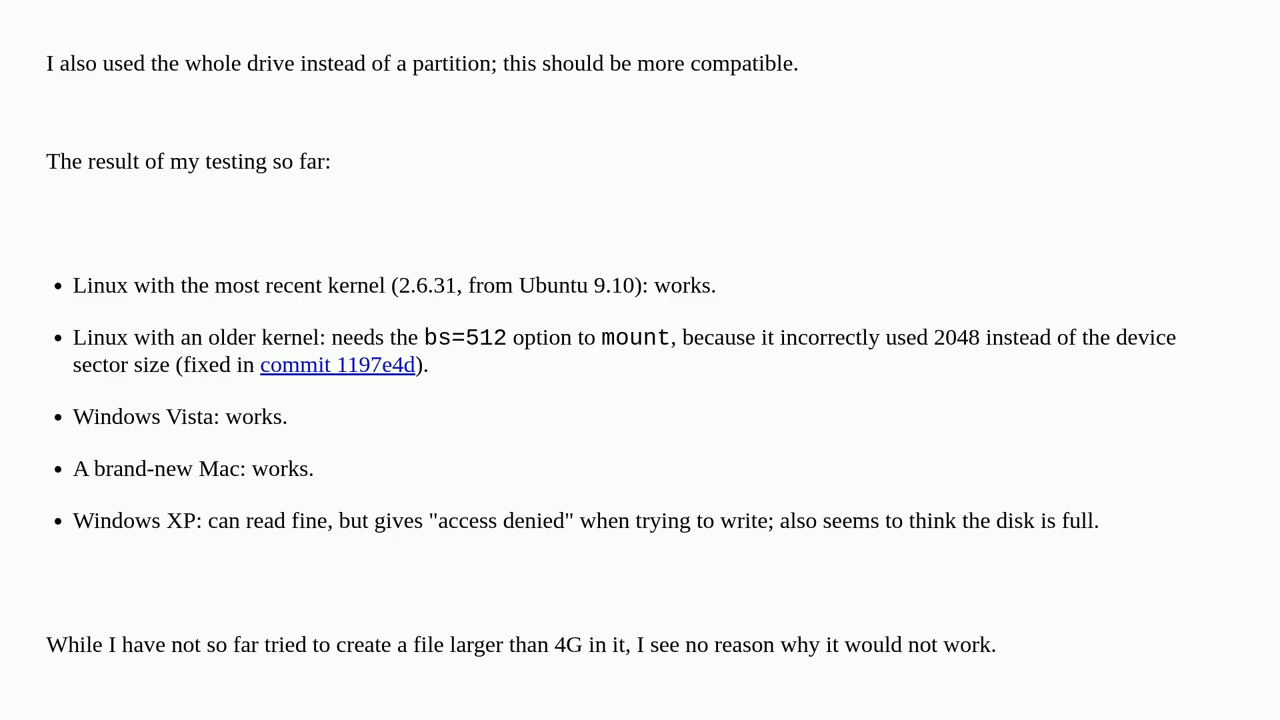 I also used the whole drive instead of a partition; this should be more compatible.
The result of my testing so far:
• Linux with the most recent kernel (2.6.31, from Ubuntu 9.10): works.
• Linux with an older kernel: needs the bs=512 option to mount, because it incorrectly used 2048 instead of the device
sector size (fixed in commit 1197e4d).
• Windows Vista: works.
• A brand-new Mac: works.
• Windows XP: can read fine, but gives "access denied" when trying to write; also seems to think the disk is full.
While I have not so far tried to create a file larger than 4G in it, I see no reason why it would not work.